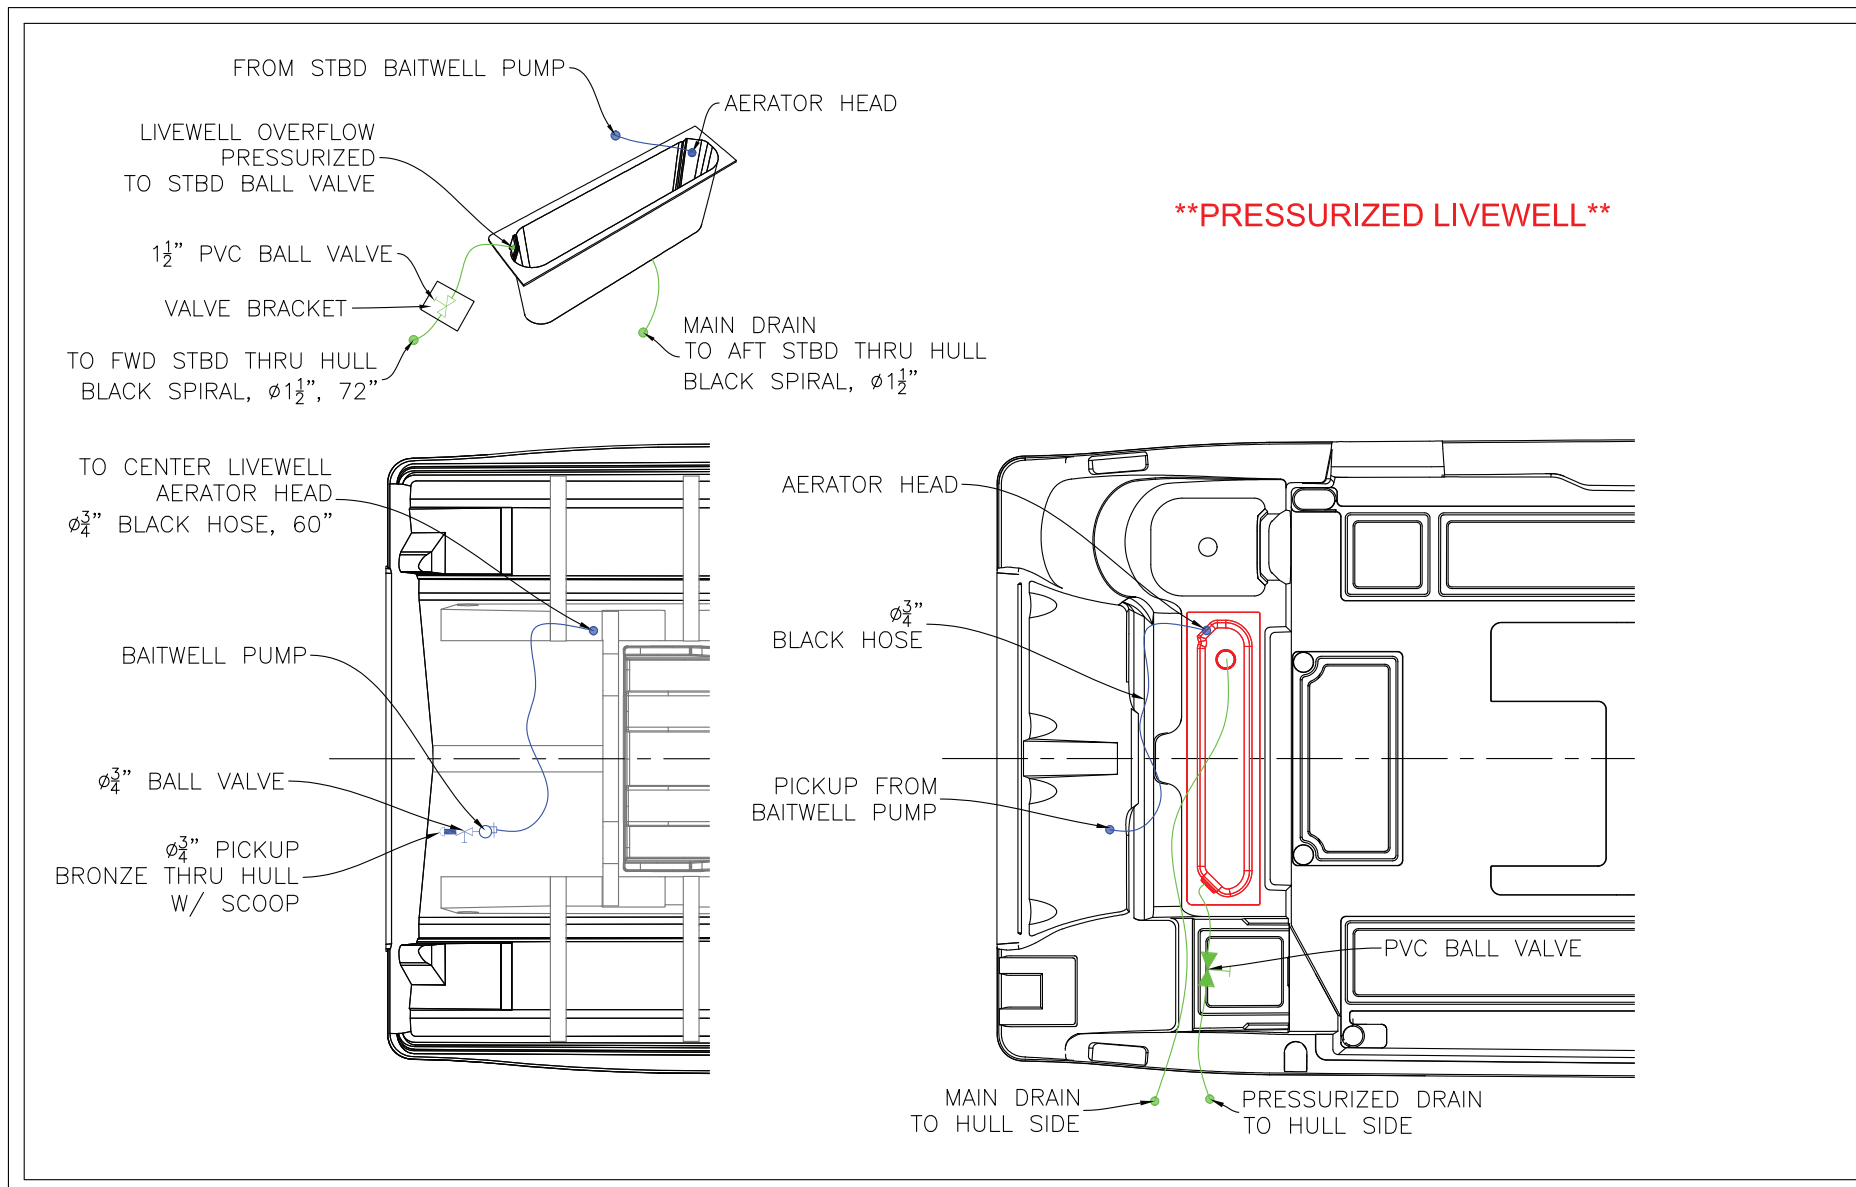 FROM STBD BAITWELL PUMP
AERATOR HEAD
LIVEWELL OVERFLOW
PRESSURIZED
TO STBD BALL VALVE
1½” PVC BALL VALVE
VALVE BRACKET
TO FWD STBD THRU HULL
BLACK SPIRAL, ø1½”, 72”
MAIN DRAIN
TO AFT STBD THRU HULL
BLACK SPIRAL, ø1½”
**PRESSURIZED LIVEWELL**
TO CENTER LIVEWELL
AERATOR HEAD
ø¾” BLACK HOSE, 60”
BAITWELL PUMP
ø¾” BALL VALVE
ø¾” PICKUP
BRONZE THRU HULL
W/ SCOOP
AERATOR HEAD
ø¾”
BLACK HOSE
PICKUP FROM
BAITWELL PUMP
PVC BALL VALVE
MAIN DRAIN
TO HULL SIDE
PRESSURIZED DRAIN
TO HULL SIDE